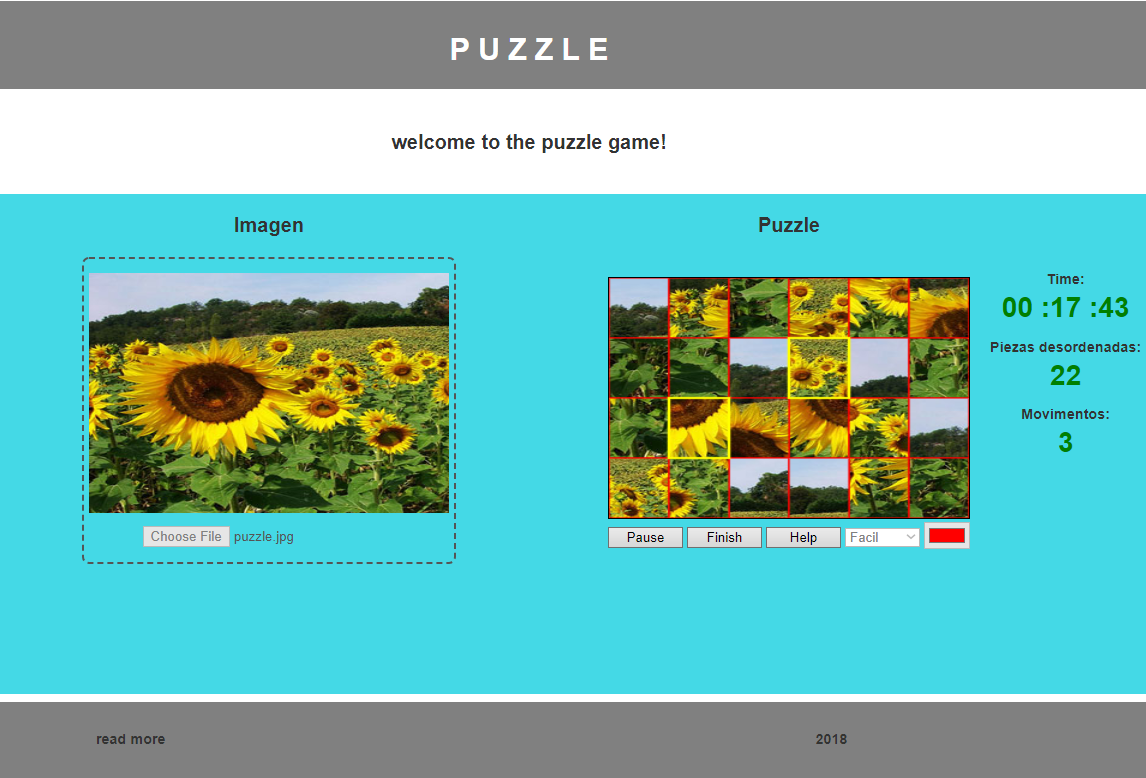 PUZZLE
welcome to the puzzle game!
Imagen
Puzzle
Choose File puzzle.jpg
Time:
00 :17 :43
Piezas desordenadas:
22
Movimentos:
3
Pause Finish Help Facil
read more
2018